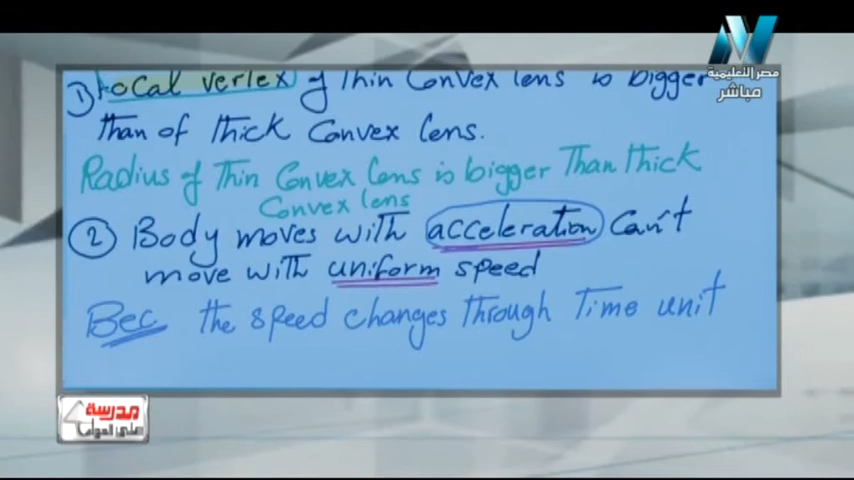 مصر التعليمية
مباشر
1) Focal vertex of Thin Convex lens is bigger
Than of thick Convex lens.
Radius of Thin Convex lens is bigger Than thick
Convex lens
2 Body moves with acceleration Can't
move with uniform speed
Bec the speed changes through Time unit
مدرسة
على الهواء